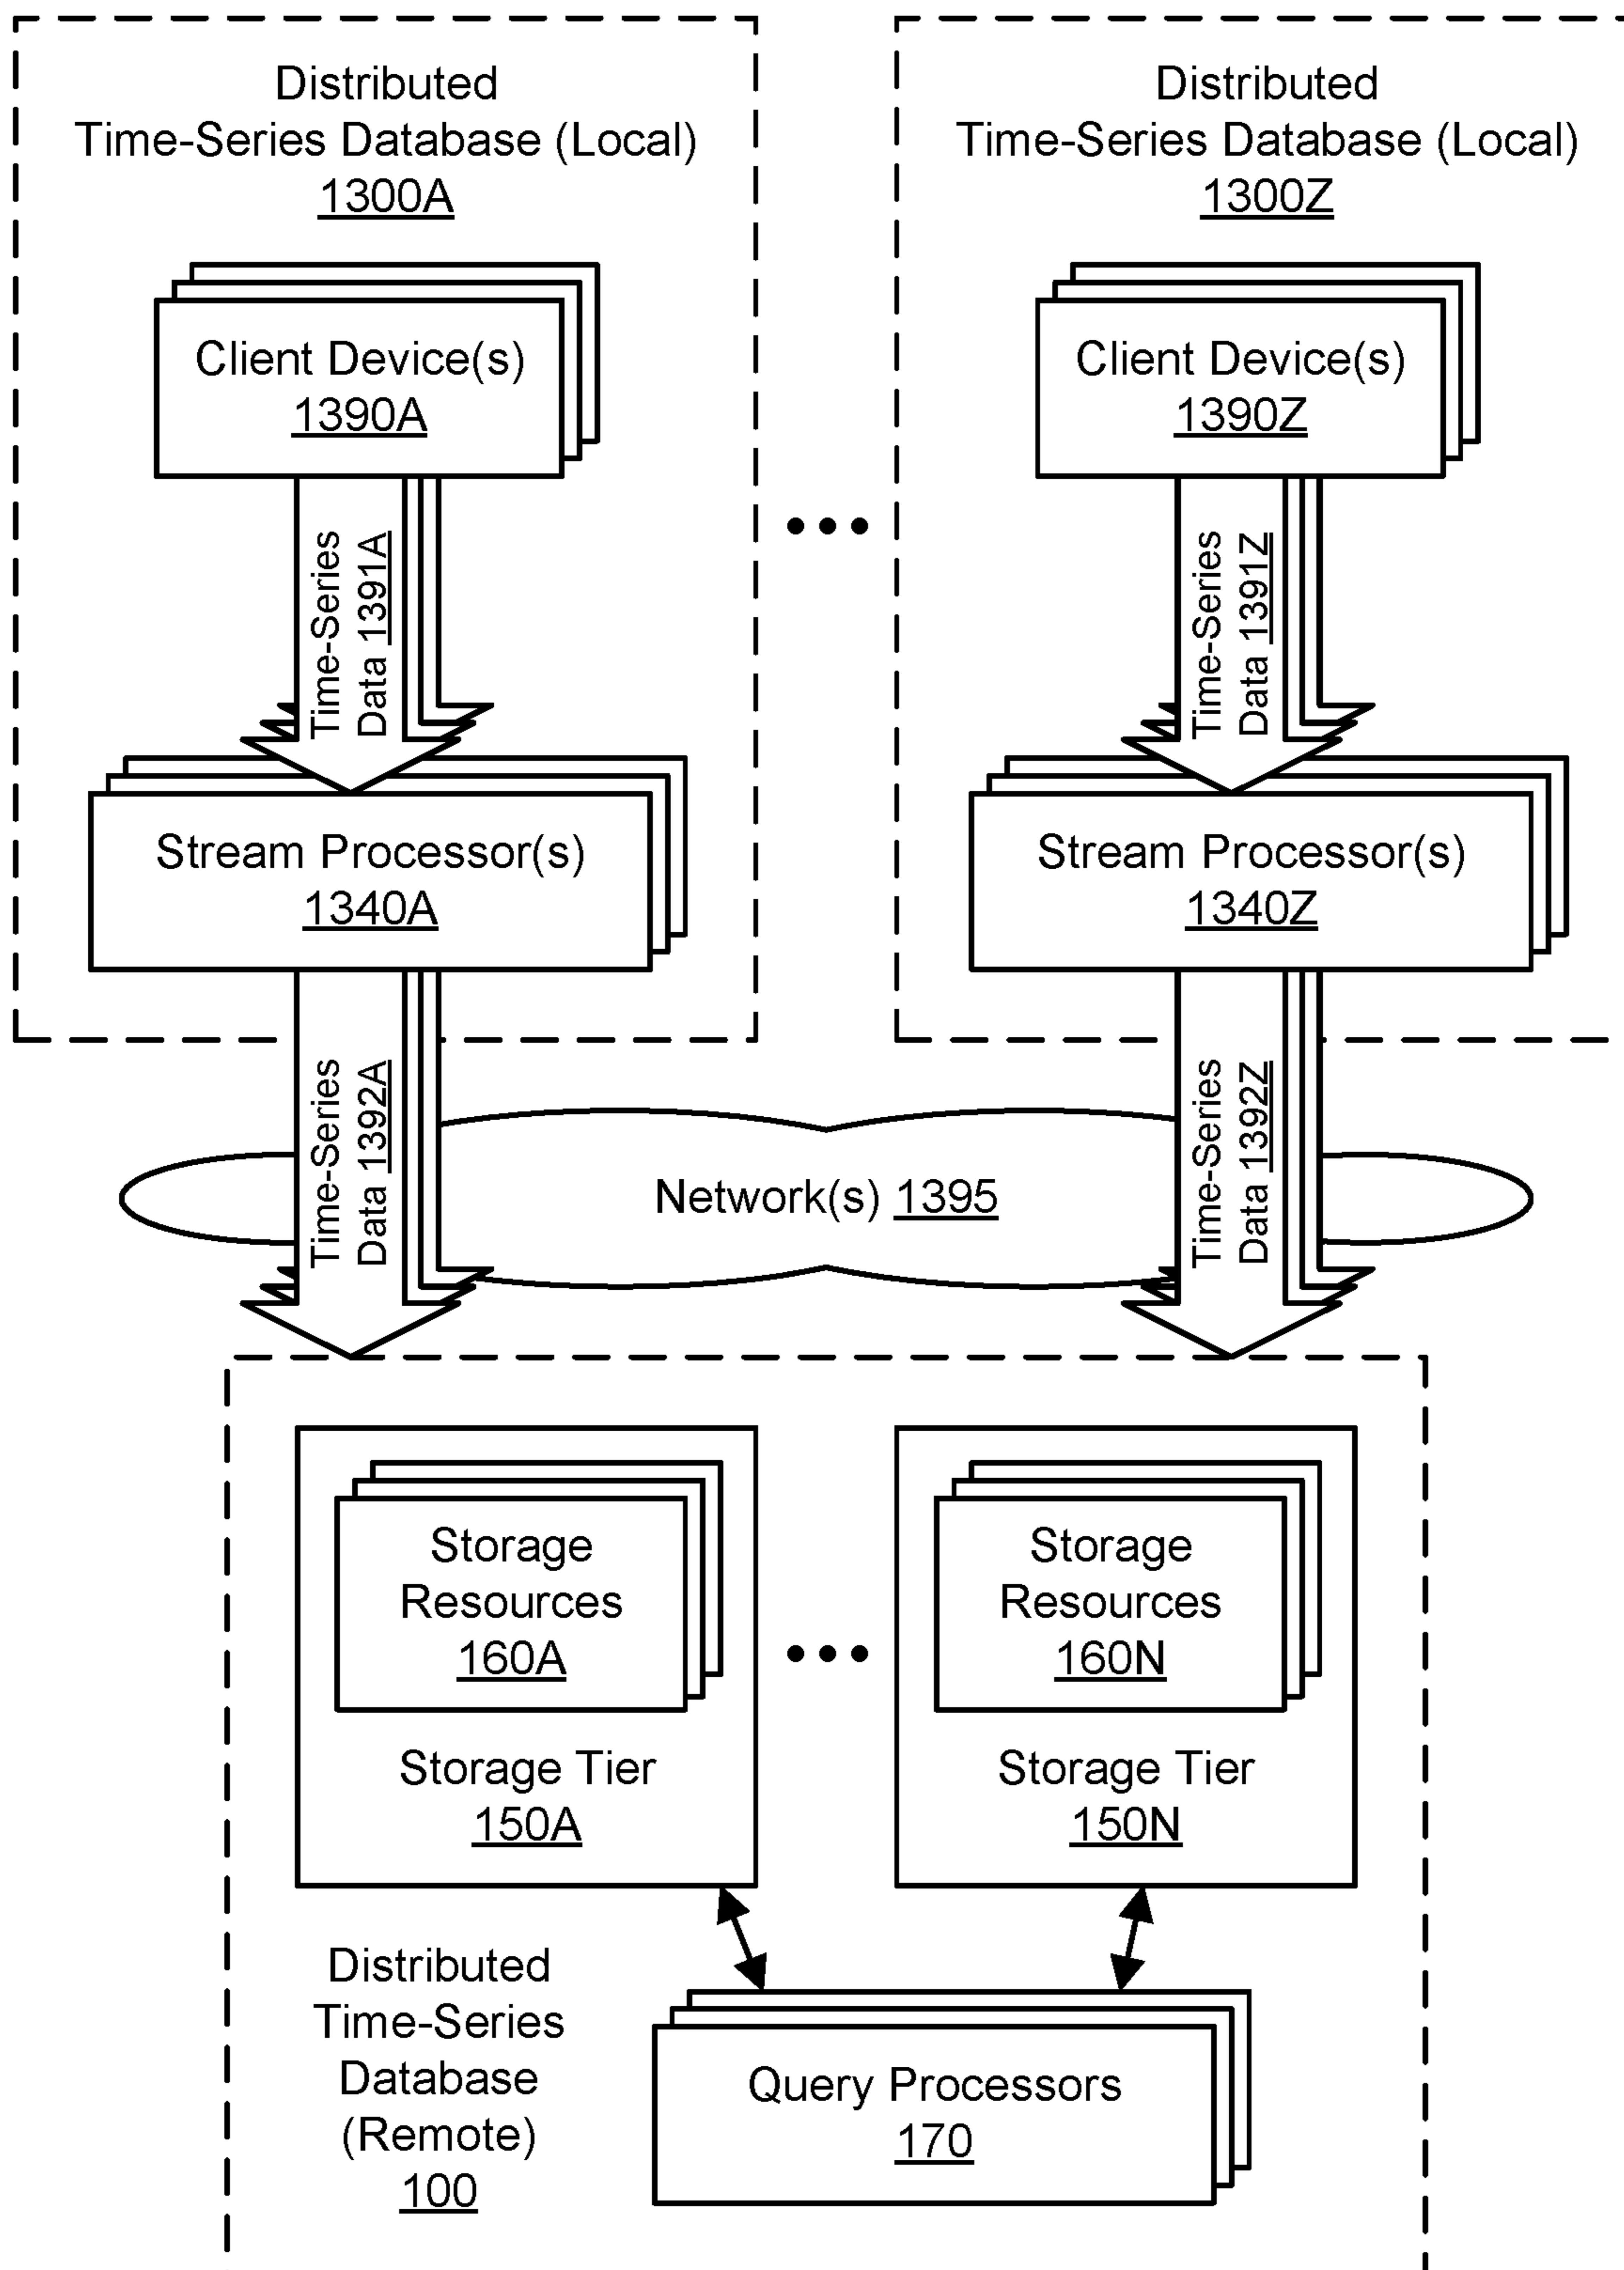 Distributed
Time-Series Database (Local)
1300A
Client Device(s)
1390A
Time-Series
Data 1391A
Stream Processor(s)
1340A
Time-Series
Data 1392A
Distributed
Time-Series Database (Local)
1300Z
Client Device(s)
1390Z
Time-Series
Data 1391Z
Stream Processor(s)
1340Z
Time-Series
Data 1392Z
Network(s) 1395
Storage
Resources
160A
Storage Tier
150A
Storage
Resources
160N
Storage Tier
150N
Distributed
Time-Series
Database
(Remote)
100
Query Processors
170